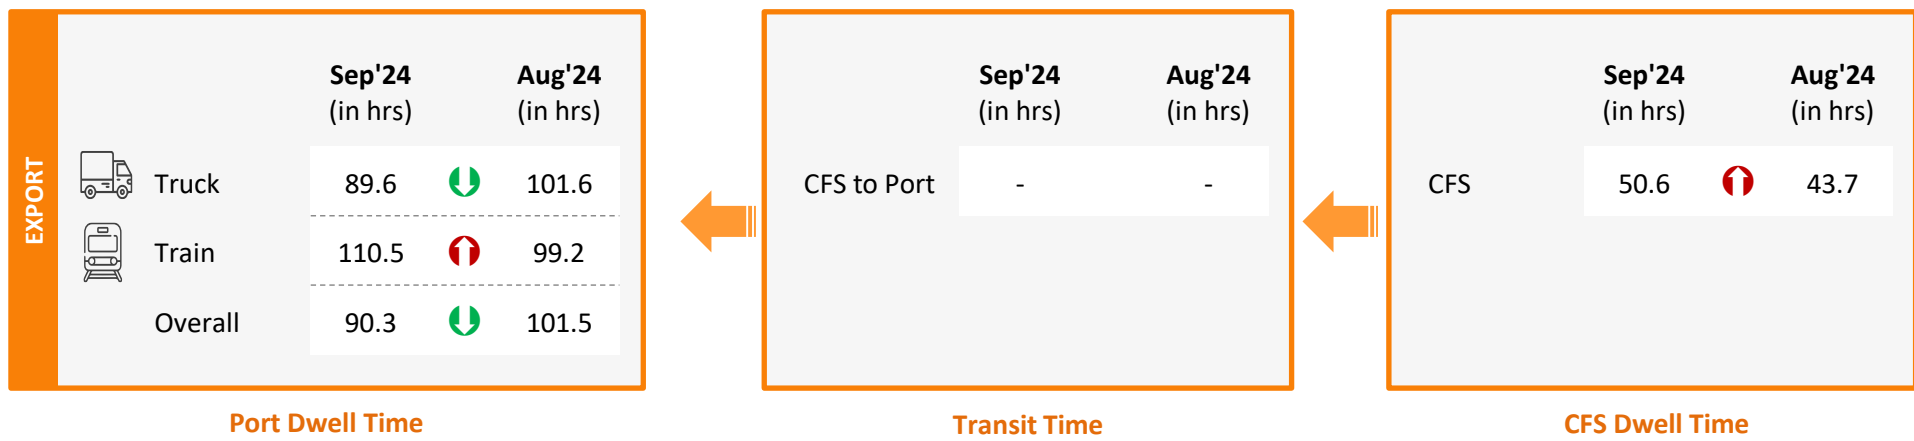 EXPORT
Sep'24 Aug'24
(in hrs) (in hrs)
Truck 89.6 101.6
Train 110.5 99.2
Overall 90.3 101.5
Port Dwell Time
Sep'24 Aug'24
(in hrs) (in hrs)
CFS to Port - -
Transit Time
Sep'24 Aug'24
(in hrs) (in hrs)
CFS 50.6 43.7
CFS Dwell Time